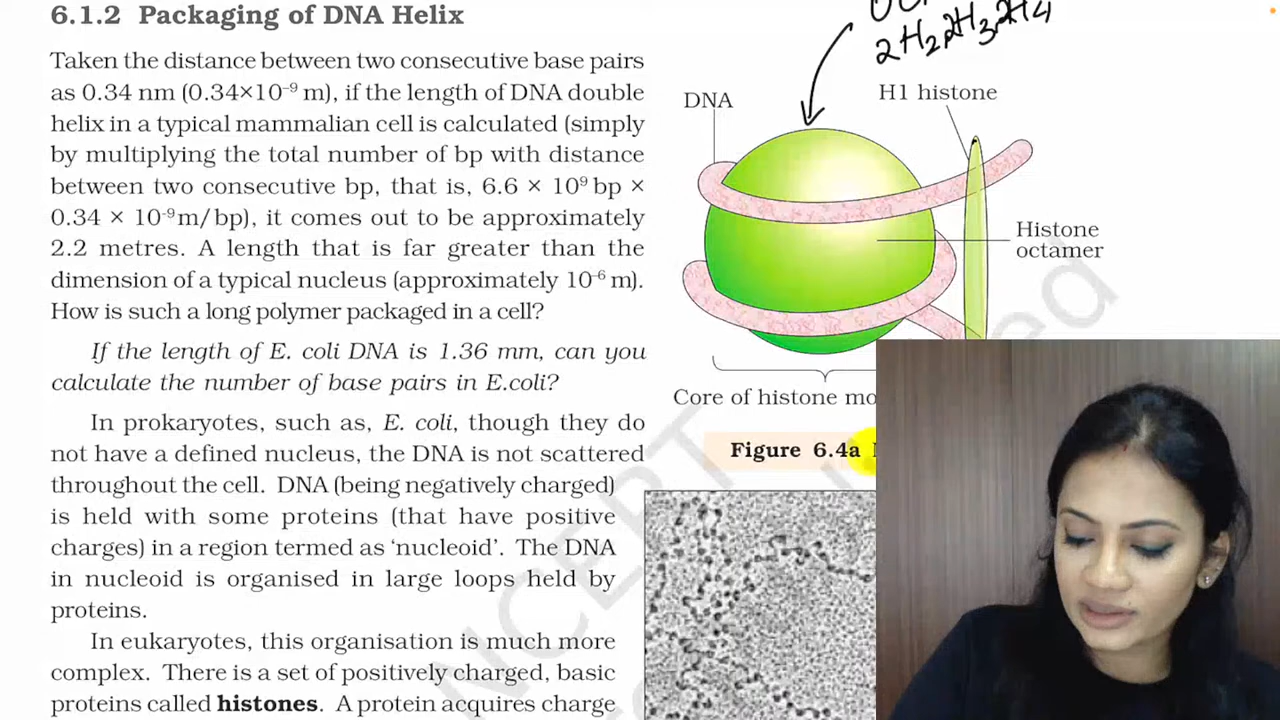 6.1.2 Packaging of DNA Helix
Taken the distance between two consecutive base pairs
as 0.34 nm (0.34×10⁻⁹ m), if the length of DNA double
helix in a typical mammalian cell is calculated (simply
by multiplying the total number of bp with distance
between two consecutive bp, that is, 6.6 × 10⁹ bp ×
0.34 × 10⁻⁹m/bp), it comes out to be approximately
2.2 metres. A length that is far greater than the
dimension of a typical nucleus (approximately 10⁻⁶ m).
How is such a long polymer packaged in a cell?
If the length of E. coli DNA is 1.36 mm, can you
calculate the number of base pairs in E.coli?
In prokaryotes, such as, E. coli, though they do
not have a defined nucleus, the DNA is not scattered
throughout the cell. DNA (being negatively charged)
is held with some proteins (that have positive
charges) in a region termed as ‘nucleoid’. The DNA
in nucleoid is organised in large loops held by
proteins.
In eukaryotes, this organisation is much more
complex. There is a set of positively charged, basic
proteins called histones. A protein acquires charge
2H2, 2H3, 2H4
DNA
H1 histone
Histone
octamer
Core of histone
Figure 6.4a
NCERT